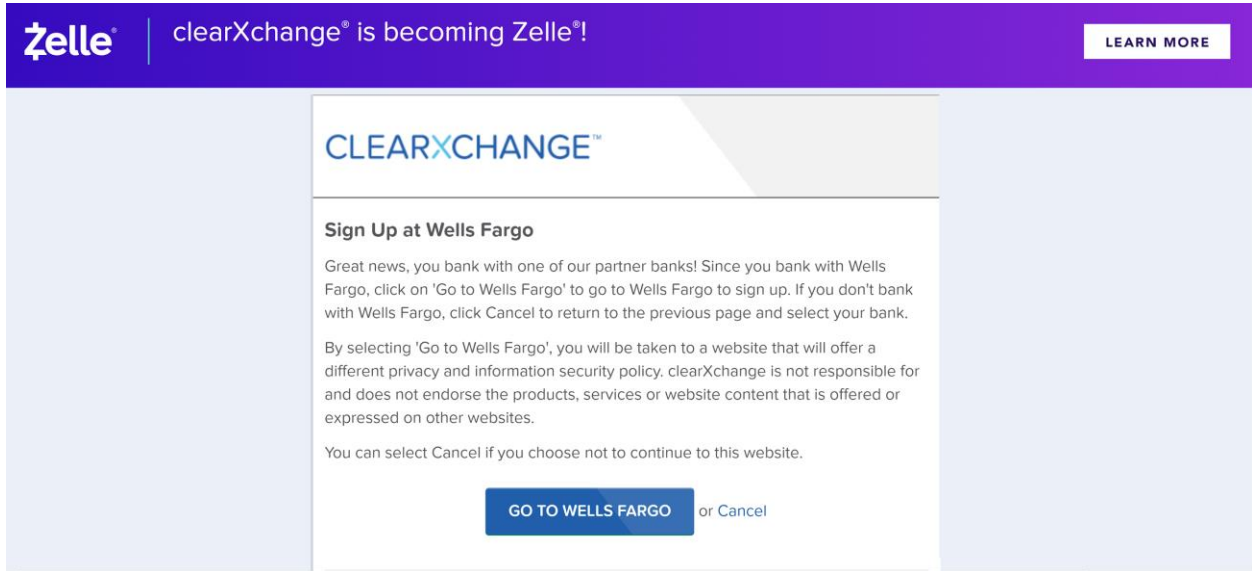 Zelle®
clearXchange® is becoming Zelle®!
LEARN MORE
CLEARXCHANGE™
Sign Up at Wells Fargo
Great news, you bank with one of our partner banks! Since you bank with Wells
Fargo, click on 'Go to Wells Fargo' to go to Wells Fargo to sign up. If you don't bank
with Wells Fargo, click Cancel to return to the previous page and select your bank.
By selecting 'Go to Wells Fargo', you will be taken to a website that will offer a
different privacy and information security policy. clearXchange is not responsible for
and does not endorse the products, services or website content that is offered or
expressed on other websites.
You can select Cancel if you choose not to continue to this website.
GO TO WELLS FARGO or Cancel